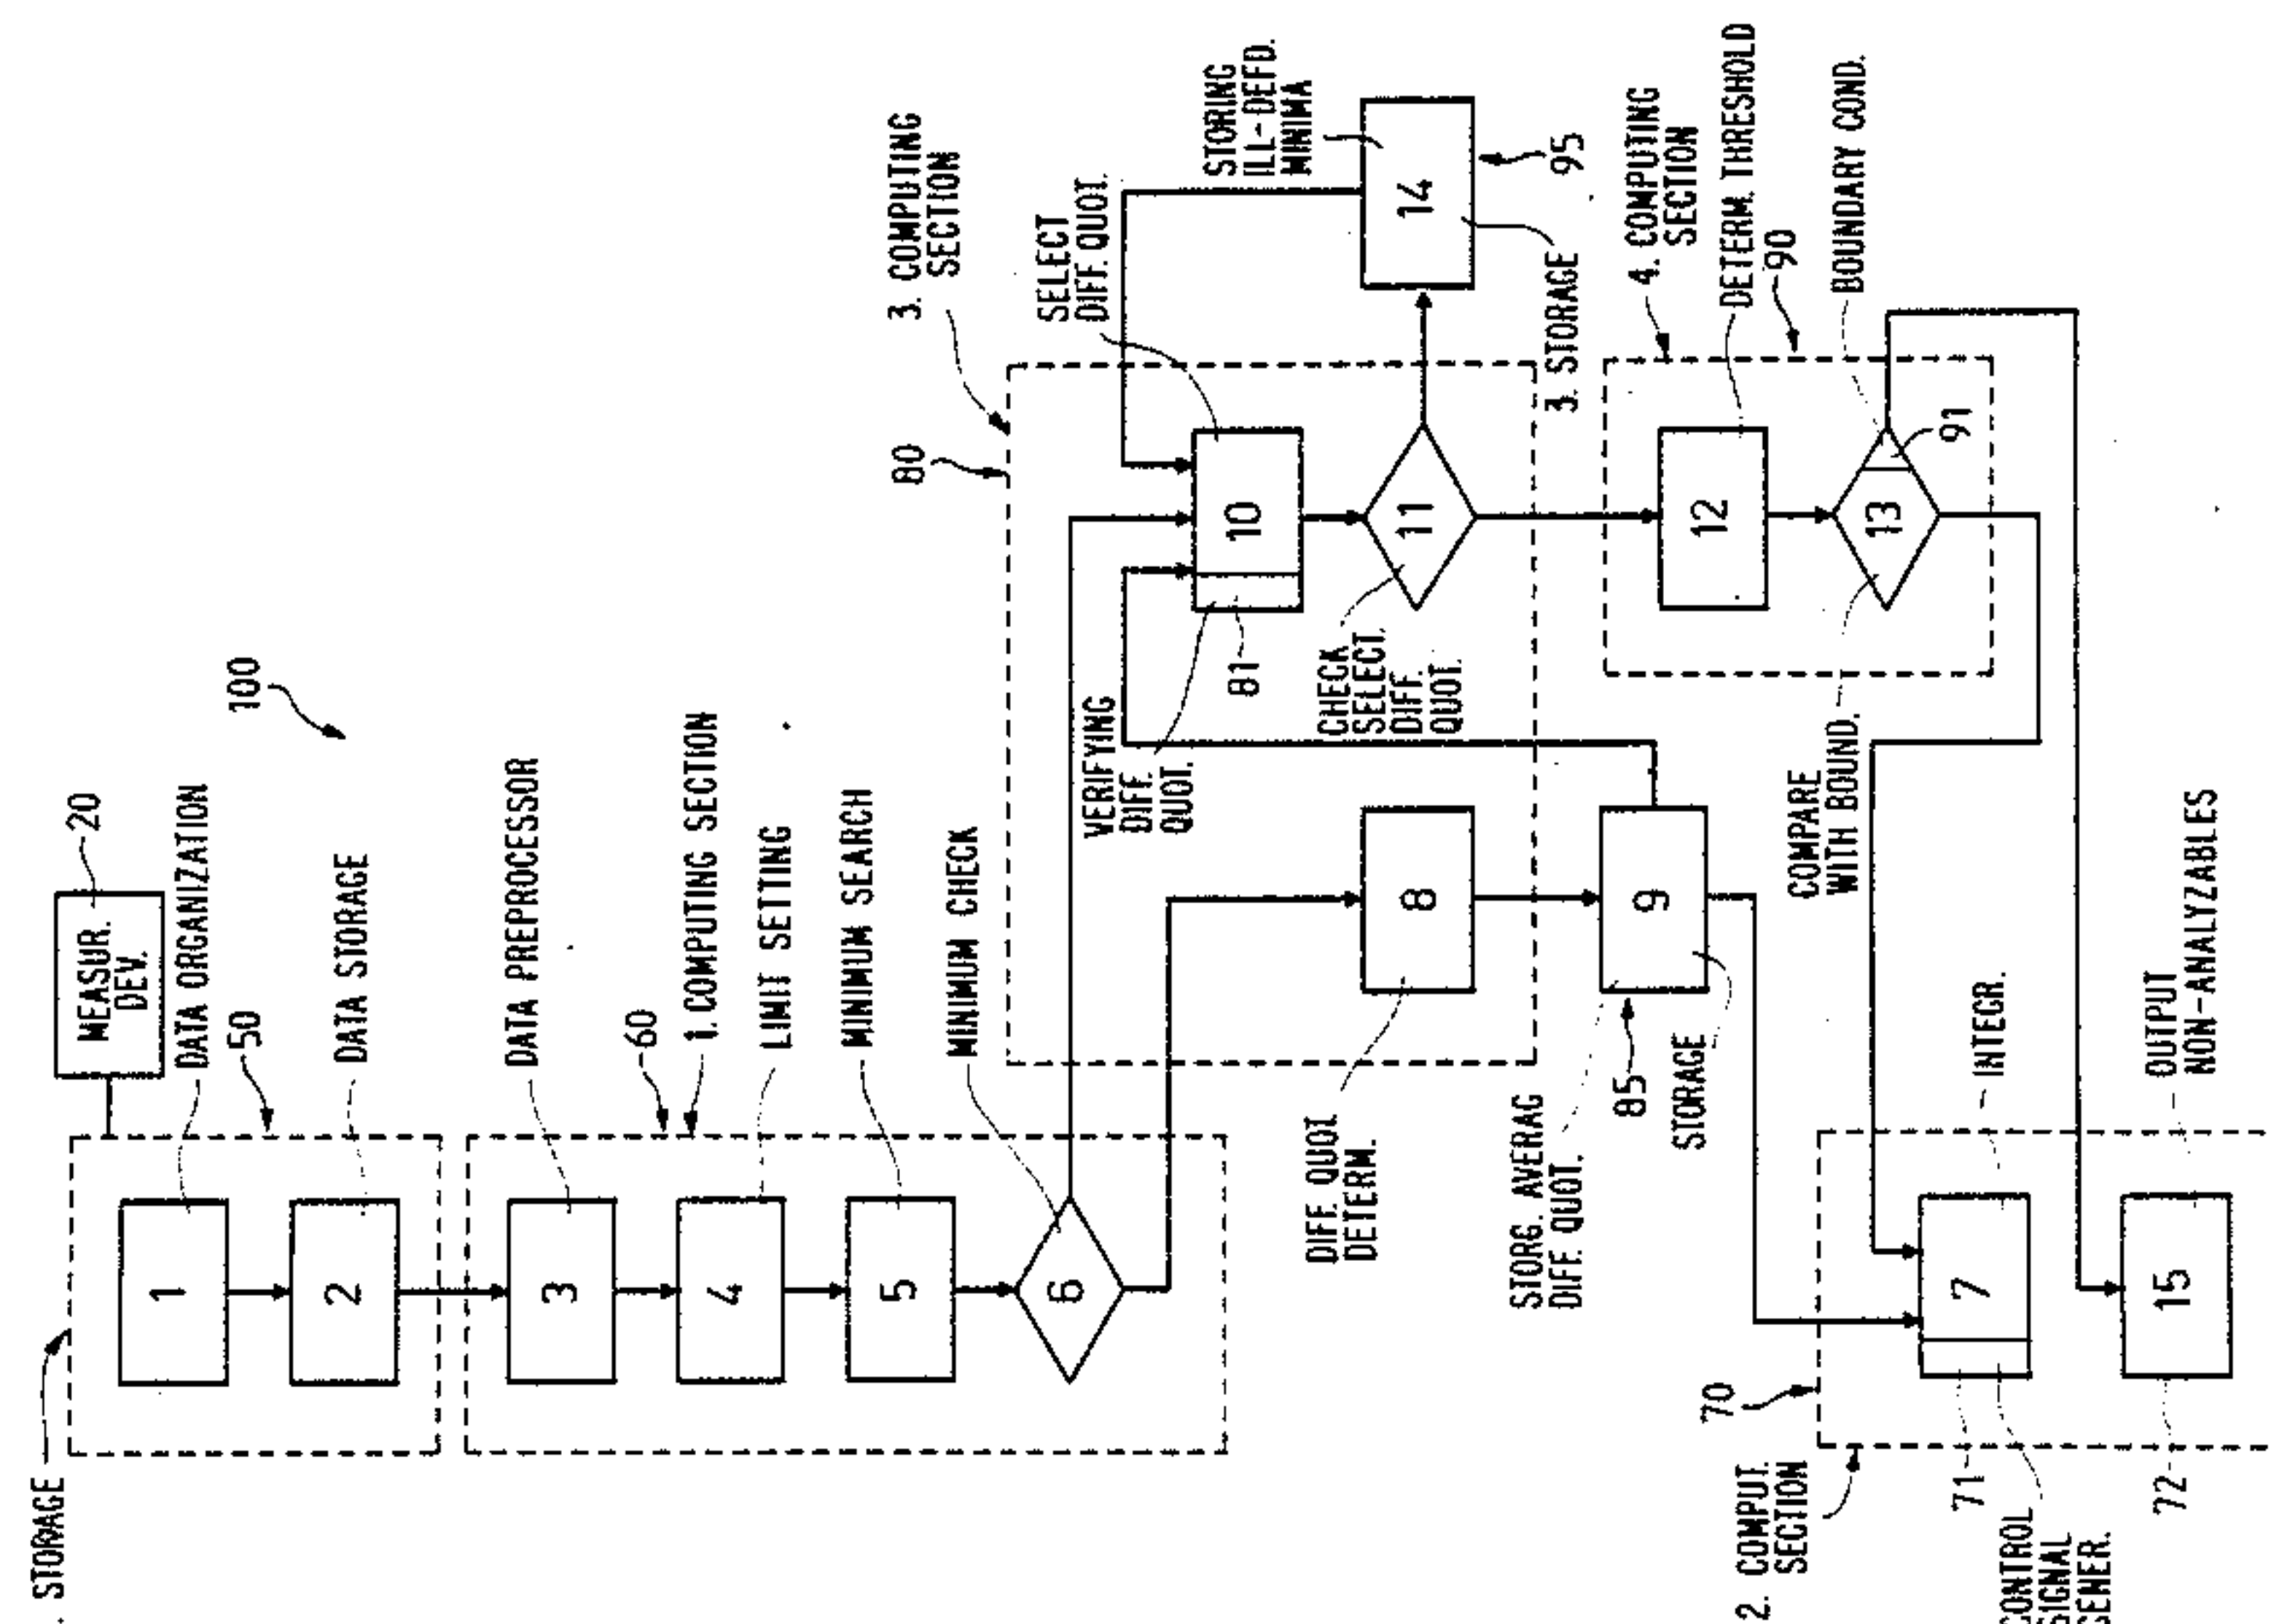 . STORAGE
MEASUR.
DEV.
20
DATA ORGANIZATION
50
DATA STORAGE
1
2
100
DATA PREPROCESSOR
60
1. COMPUTING SECTION
LIMIT SETTING
MINIMUM SEARCH
MINIMUM CHECK
3
4
5
6
3. COMPUTING
SECTION
80
SELECT
DIFF. QUOT.
STORING
ILL-DEFD.
MINIMA
14
95
3. STORAGE
10
81
VERIFYING
DIFF.
QUOT.
11
CHECK
SELECT.
DIFF.
QUOT.
8
DIFF. QUOT.
DETERM.
9
STORG. AVERAG
DIFF. QUOT.
85
STORAGE
4. COMPUTING
SECTION
DETERM. THRESHOLD
90
BOUNDARY COND.
12
13
91
COMPARE
WITH BOUND.
INTEGR.
OUTPUT
NON-ANALYZABLES
7
15
70
2. COMPUT.
SECTION
71
72
CONTROL
SIGNAL
GENER.